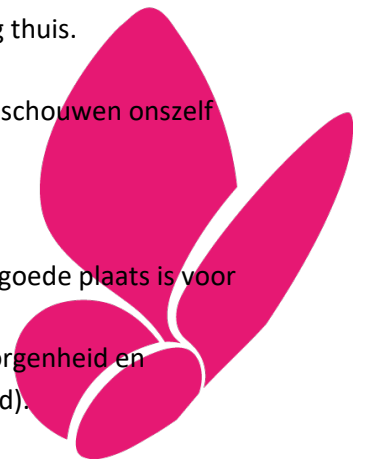 g thuis.
schouwen onszelf
goede plaats is voor
orgenheid en
d).